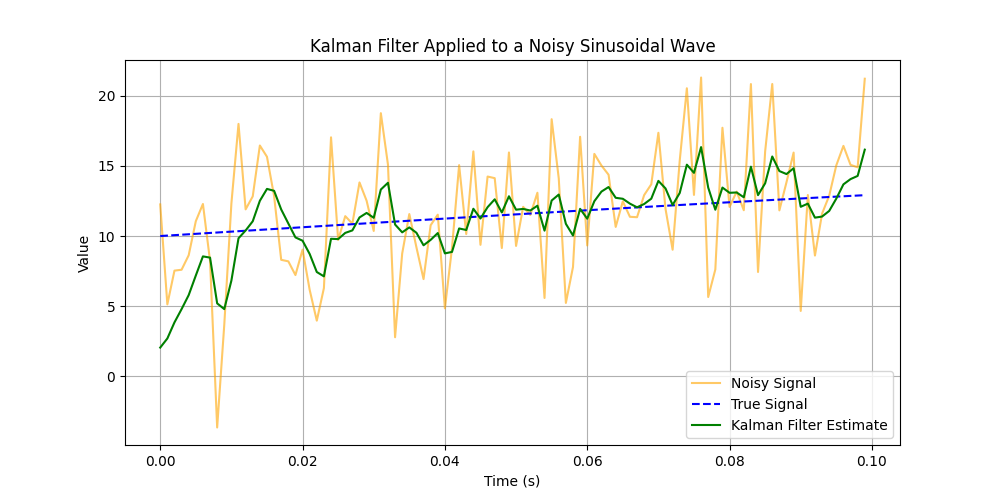 Kalman Filter Applied to a Noisy Sinusoidal Wave
20
15
10
5
0
Value
0.00 0.02 0.04 0.06 0.08 0.10
Time (s)
Noisy Signal
True Signal
Kalman Filter Estimate